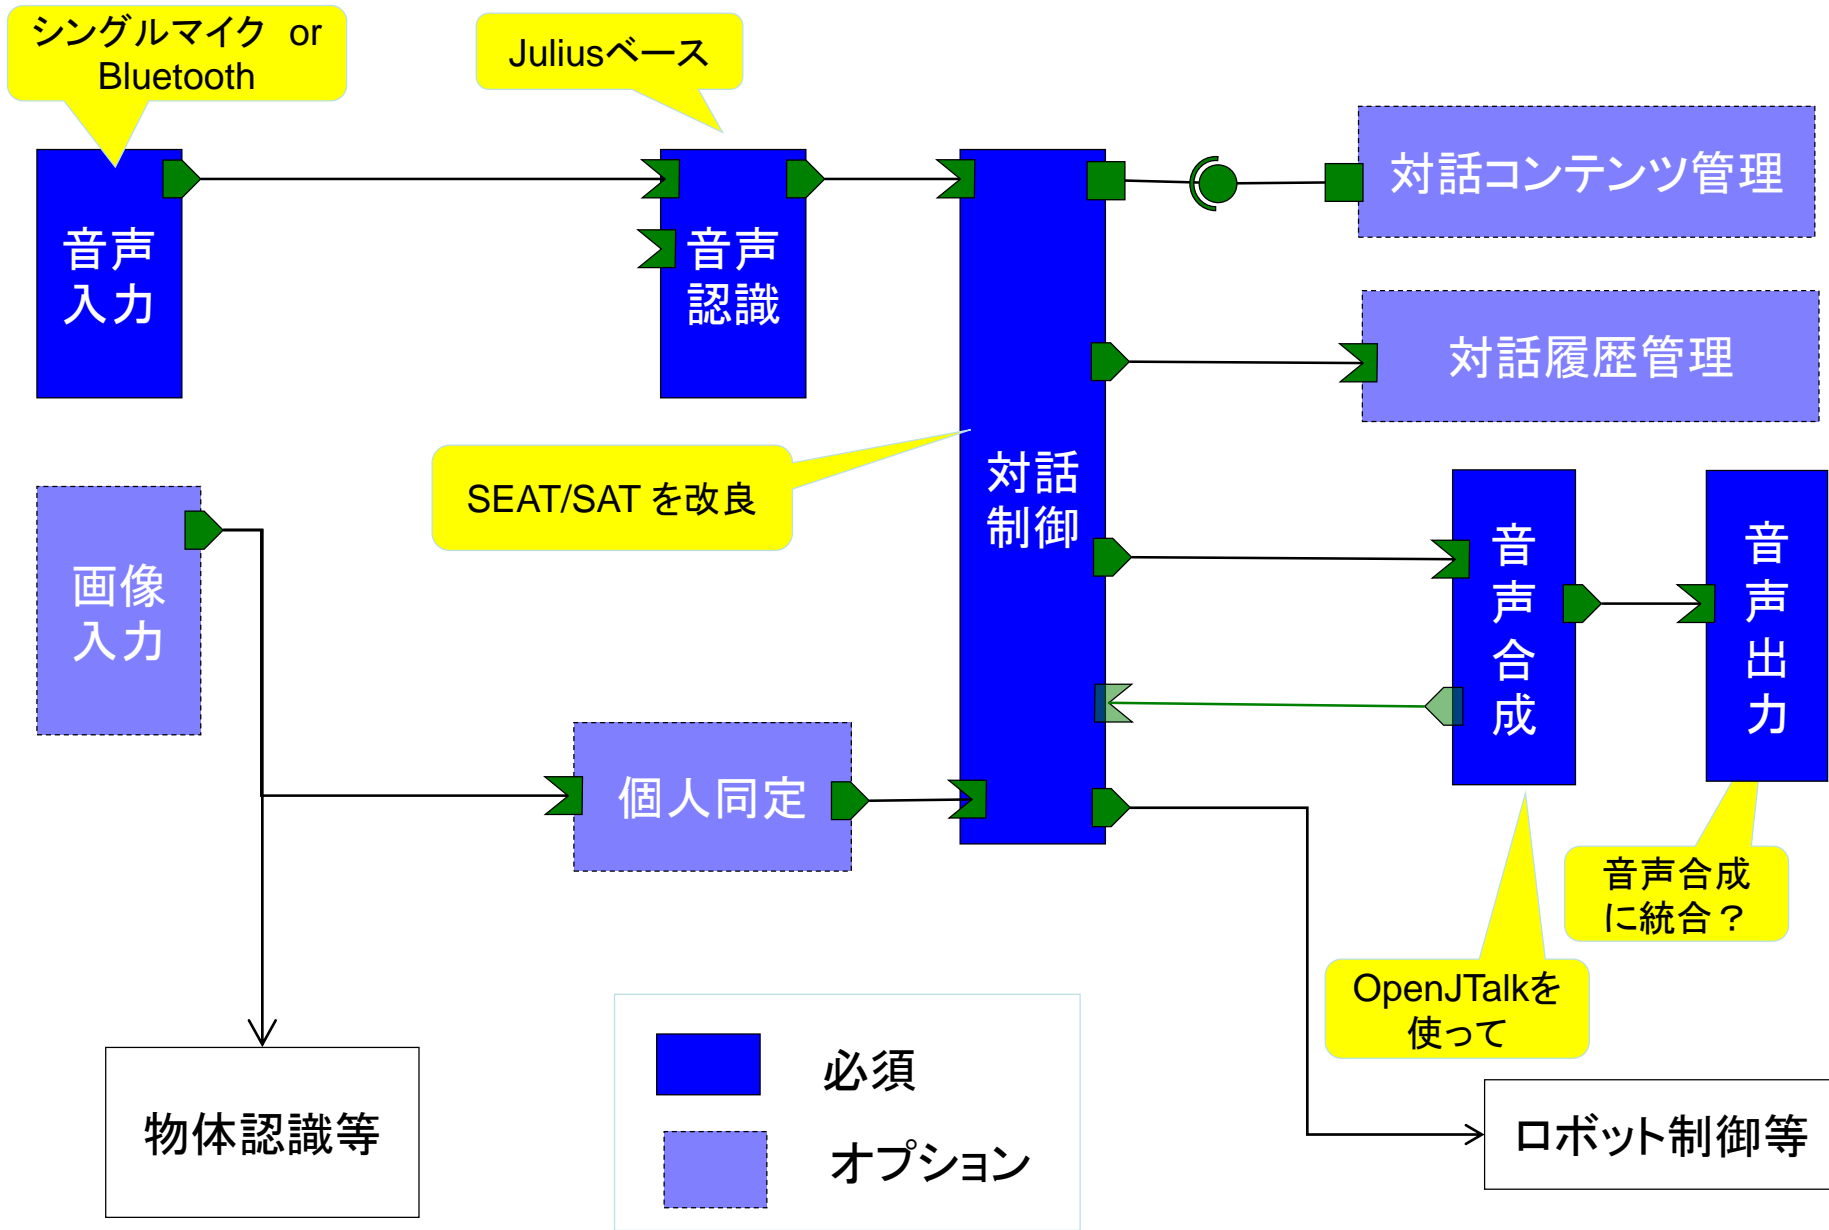 シングルマイク or
Bluetooth
Juliusベース
音声
入力
音声
認識
対話コンテンツ管理
対話履歴管理
SEAT/SAT を改良
対話
制御
画像
入力
個人同定
音
声
合
成
音
声
出
力
音声合成
に統合？
OpenJTalkを
使って
必須
オプション
物体認識等
ロボット制御等